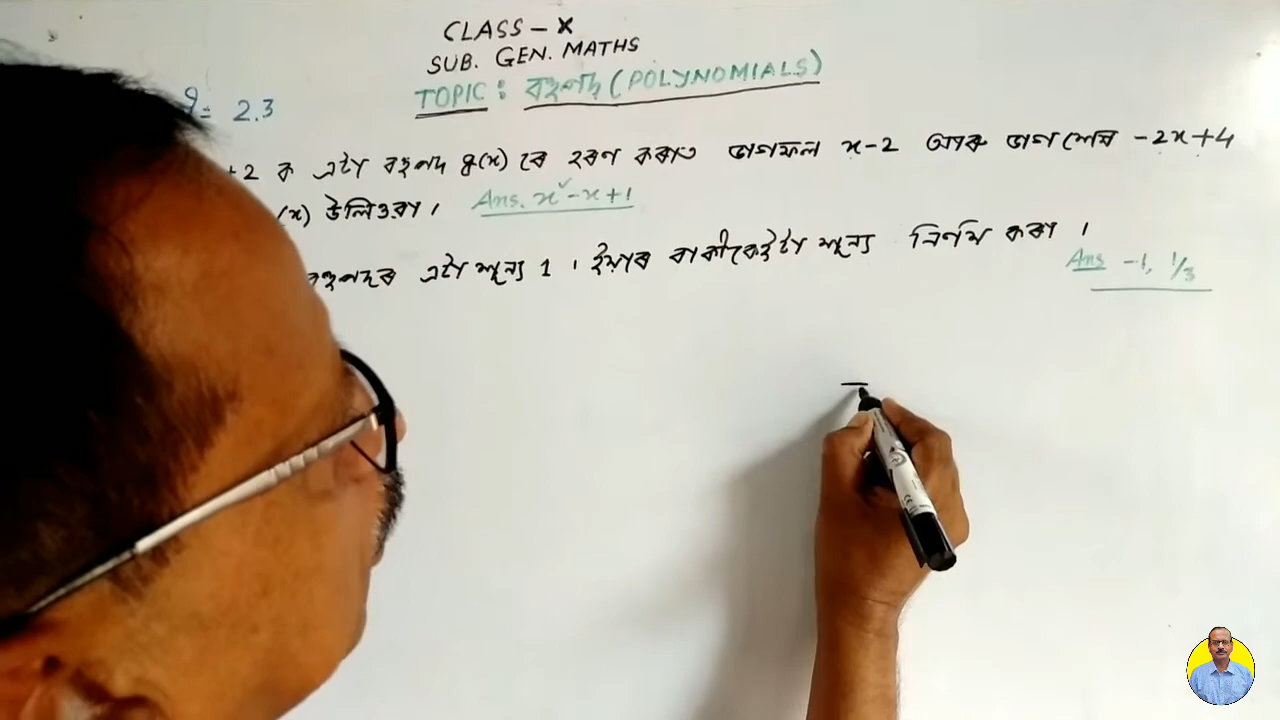 CLASS – X
SUB. GEN. MATHS
TOPIC : বহুপদ (POLYNOMIALS)
2.3
+2 ক এটা বহুপদ g(x) ৰে হৰণ কৰাত ভাগফল x-2 আৰু ভাগশেষ -2x+4
(x) উলিওৱা। Ans. x²-x+1
বহুপদৰ এটা শূন্য 1 । ইয়াৰ বাকীকেইটা শূন্য নিৰ্ণয় কৰা ।
Ans -1, 1/3